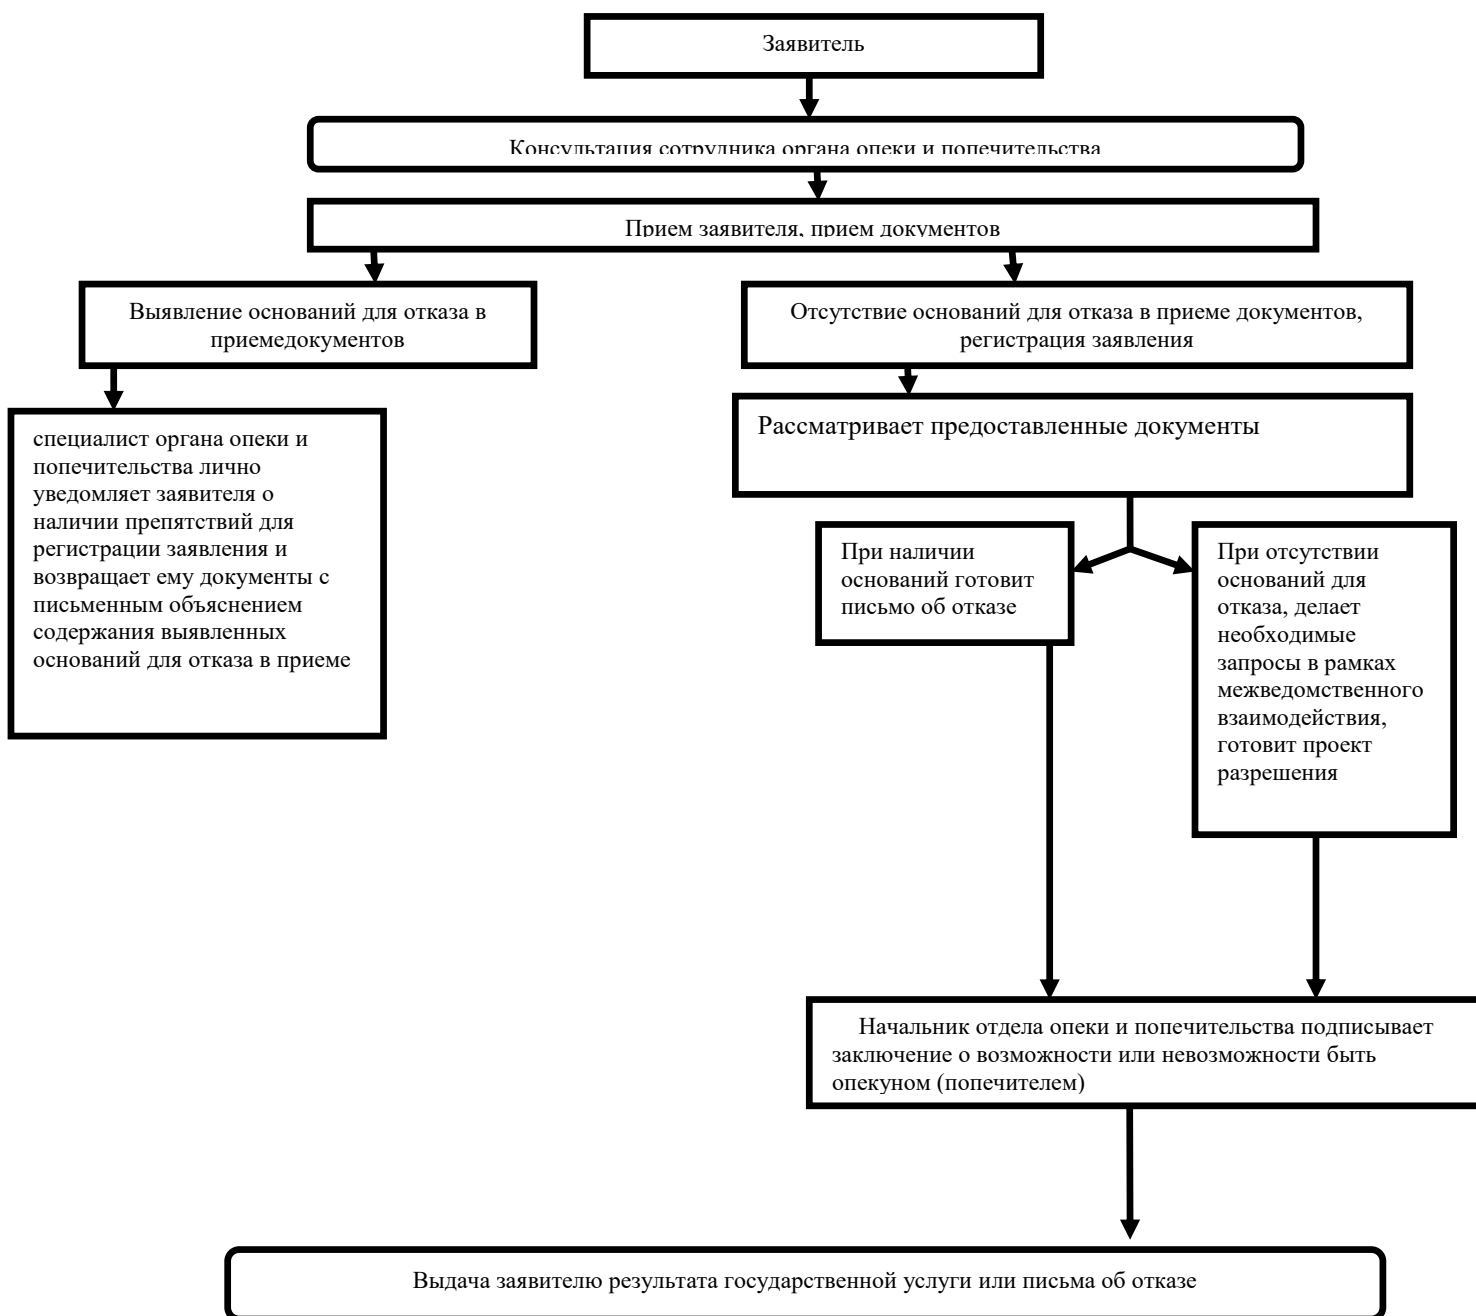 Заявитель
Консультация сотрудника органа опеки и попечительства
Прием заявителя, прием документов
Выявление оснований для отказа в
приемедокументов
Отсутствие оснований для отказа в приеме документов,
регистрация заявления
специалист органа опеки и
попечительства лично
уведомляет заявителя о
наличии препятствий для
регистрации заявления и
возвращает ему документы с
письменным объяснением
содержания выявленных
оснований для отказа в приеме
Рассматривает предоставленные документы
При наличии
оснований готовит
письмо об отказе
При отсутствии
оснований для
отказа, делает
необходимые
запросы в рамках
межведомственного
взаимодействия,
готовит проект
разрешения
Начальник отдела опеки и попечительства подписывает
заключение о возможности или невозможности быть
опекуном (попечителем)
Выдача заявителю результата государственной услуги или письма об отказе